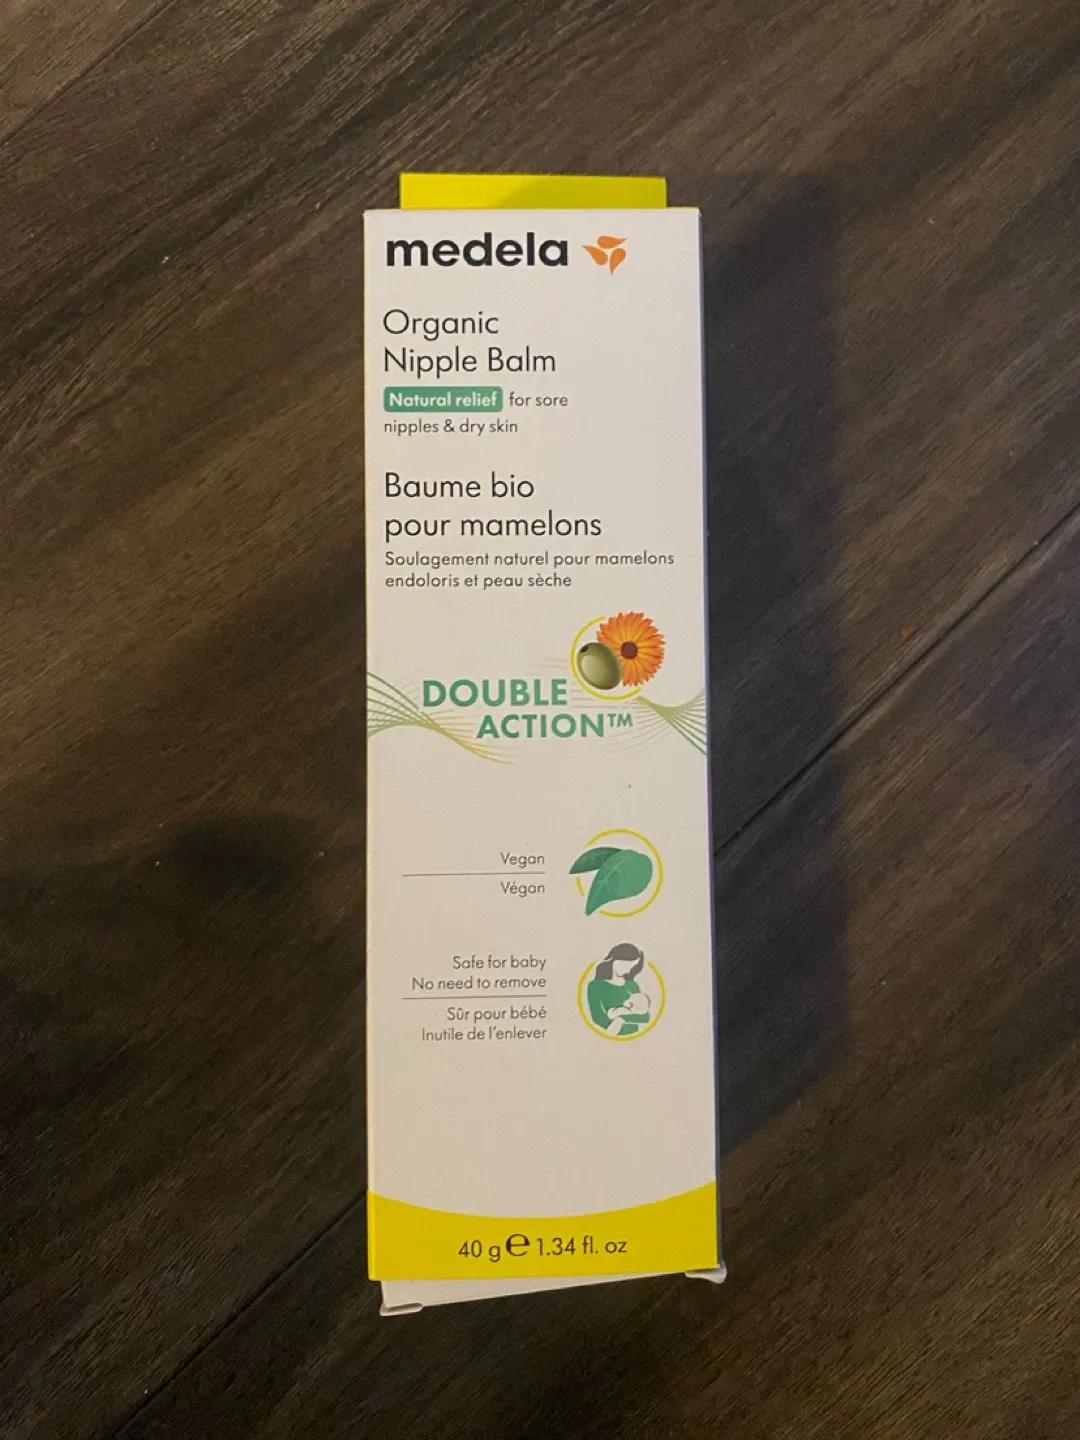 medela
Organic
Nipple Balm
Natural relief for sore
nipples & dry skin
Baume bio
pour mamelons
Soulagement naturel pour mamelons
endoloris et peau sèche
DOUBLE
ACTION™
Vegan
Végan
Safe for baby
No need to remove
Sûr pour bébé
Inutile de l'enlever
40 g ℮ 1.34 fl. oz